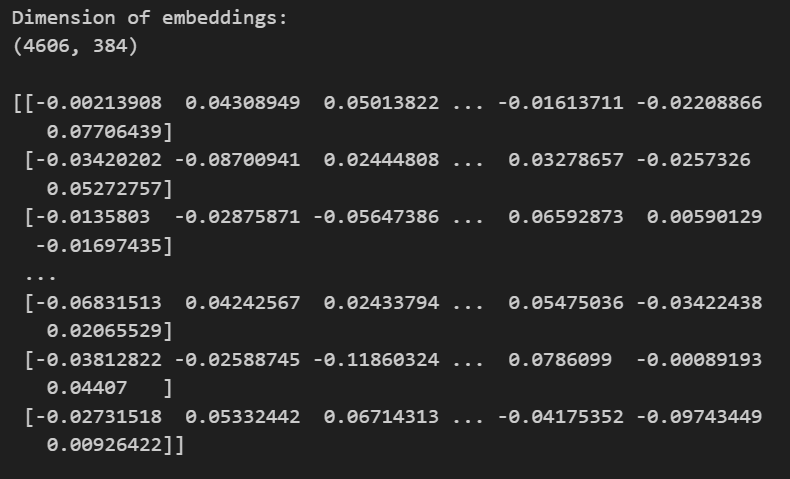 Dimension of embeddings:
(4606, 384)
[[-0.00213908  0.04308949  0.05013822 ... -0.01613711 -0.02208866
   0.07706439]
 [-0.03420202 -0.08700941  0.02444808 ...  0.03278657 -0.0257326
   0.05272757]
 [-0.0135803  -0.02875871 -0.05647386 ...  0.06592873  0.00590129
  -0.01697435]
 ...
 [-0.06831513  0.04242567  0.02433794 ...  0.05475036 -0.03422438
   0.02065529]
 [-0.03812822 -0.02588745 -0.11860324 ...  0.0786099  -0.00089193
   0.04407   ]
 [-0.02731518  0.05332442  0.06714313 ... -0.04175352 -0.09743449
   0.00926422]]